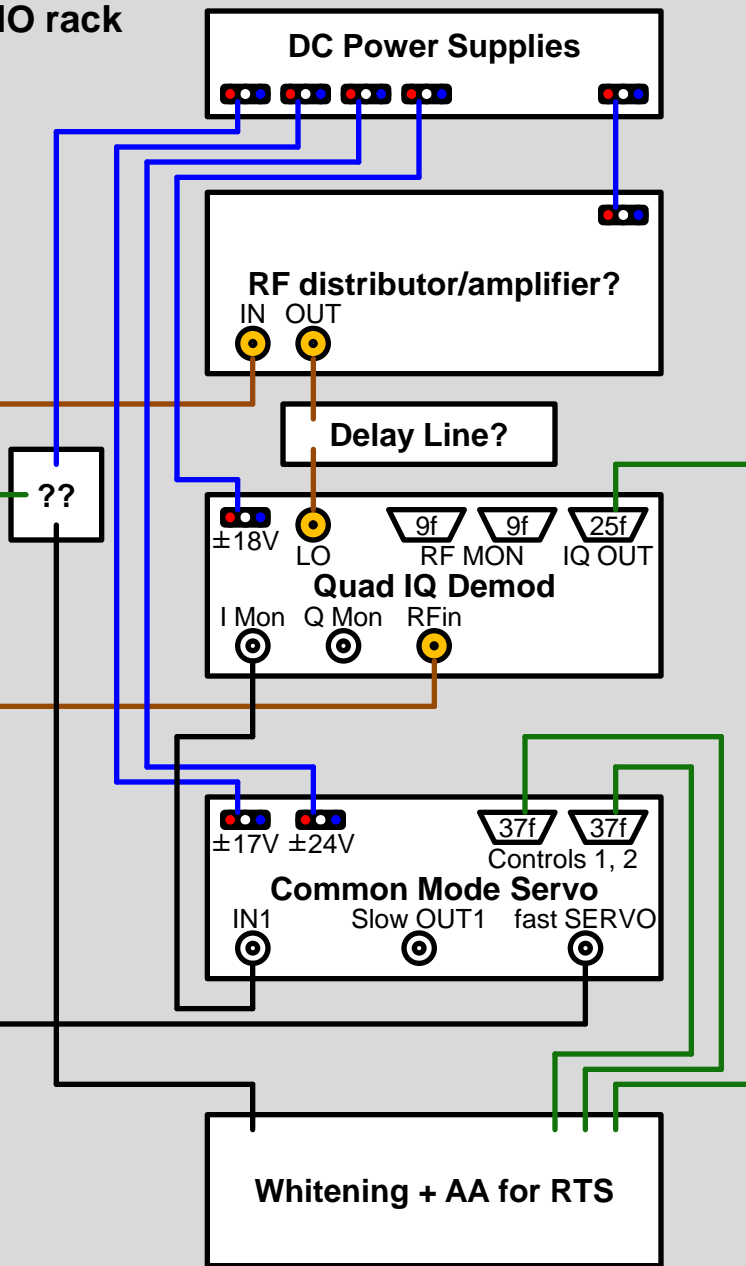 IO rack
DC Power Supplies
RF distributor/amplifier?
IN OUT
Delay Line?
??
9f 9f 25f
±18V LO RF MON IQ OUT
Quad IQ Demod
I Mon Q Mon RFin
37f 37f
±17V ±24V Controls 1, 2
Common Mode Servo
IN1 Slow OUT1 fast SERVO
Whitening + AA for RTS